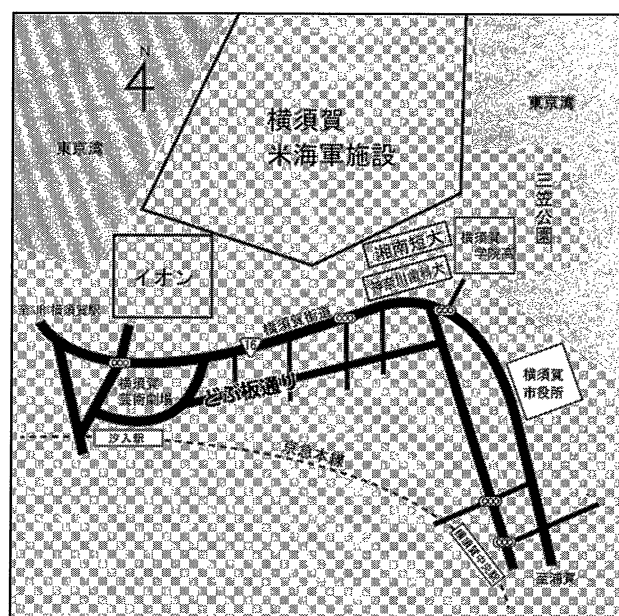 N
東京湾
横須賀
米海軍施設
東京湾
三笠公園
湘南短大
横須賀
学院高
神奈川歯科大
イオン
至JR横須賀駅
横須賀街道
16
横須賀
芸術劇場
どぶ板通り
横須賀
市役所
汐入駅
京急本線
横須賀中央駅
至浦賀